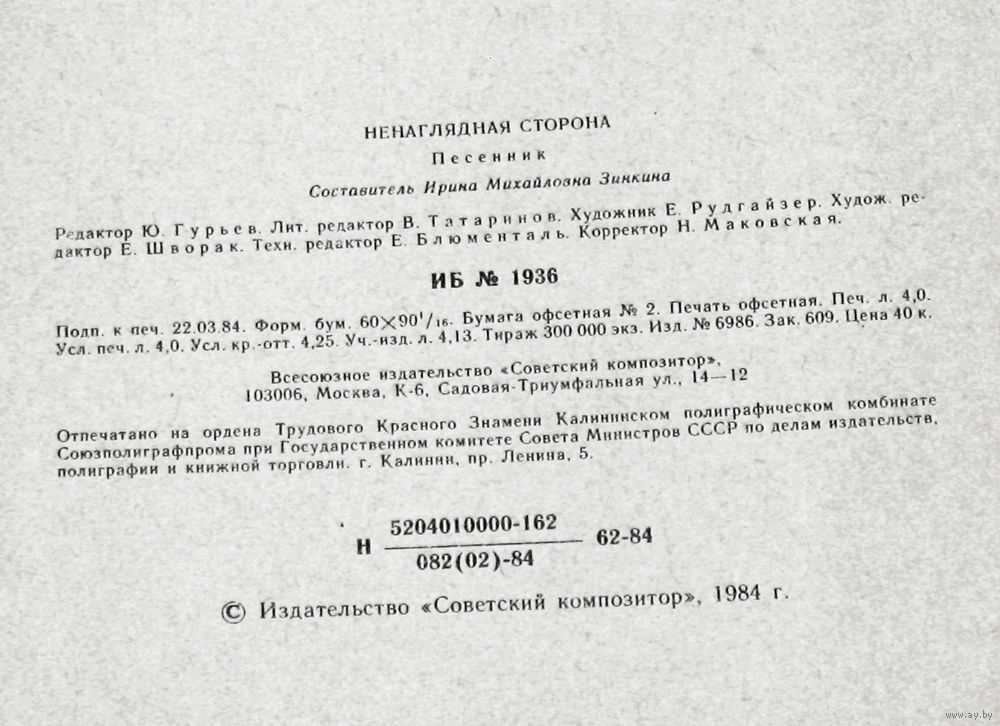 НЕНАГЛЯДНАЯ СТОРОНА
Песенник
Составитель Ирина Михайловна Зинкина
Редактор Ю. Гурьев. Лит. редактор В. Татаринов. Художник Е. Рудгайзер. Худож. ре-
дактор Е. Шворак. Техн. редактор Е. Блюменталь. Корректор Н. Маковская.
ИБ № 1936
Подп. к печ. 22.03.84. Форм. бум. 60×90¹/₁₆. Бумага офсетная № 2. Печать офсетная. Печ. л. 4,0.
Усл. печ. л. 4,0. Усл. кр.-отт. 4,25. Уч.-изд. л. 4,13. Тираж 300 000 экз. Изд. № 6986. Зак. 609. Цена 40 к.
Всесоюзное издательство «Советский композитор»,
103006, Москва, К-6, Садовая-Триумфальная ул., 14—12
Отпечатано на ордена Трудового Красного Знамени Калининском полиграфическом комбинате
Союзполиграфпрома при Государственном комитете Совета Министров СССР по делам издательств,
полиграфии и книжной торговли. г. Калинин, пр. Ленина, 5.
Н 5204010000-162 62-84
082(02)-84
© Издательство «Советский композитор», 1984 г.
www.ay.by